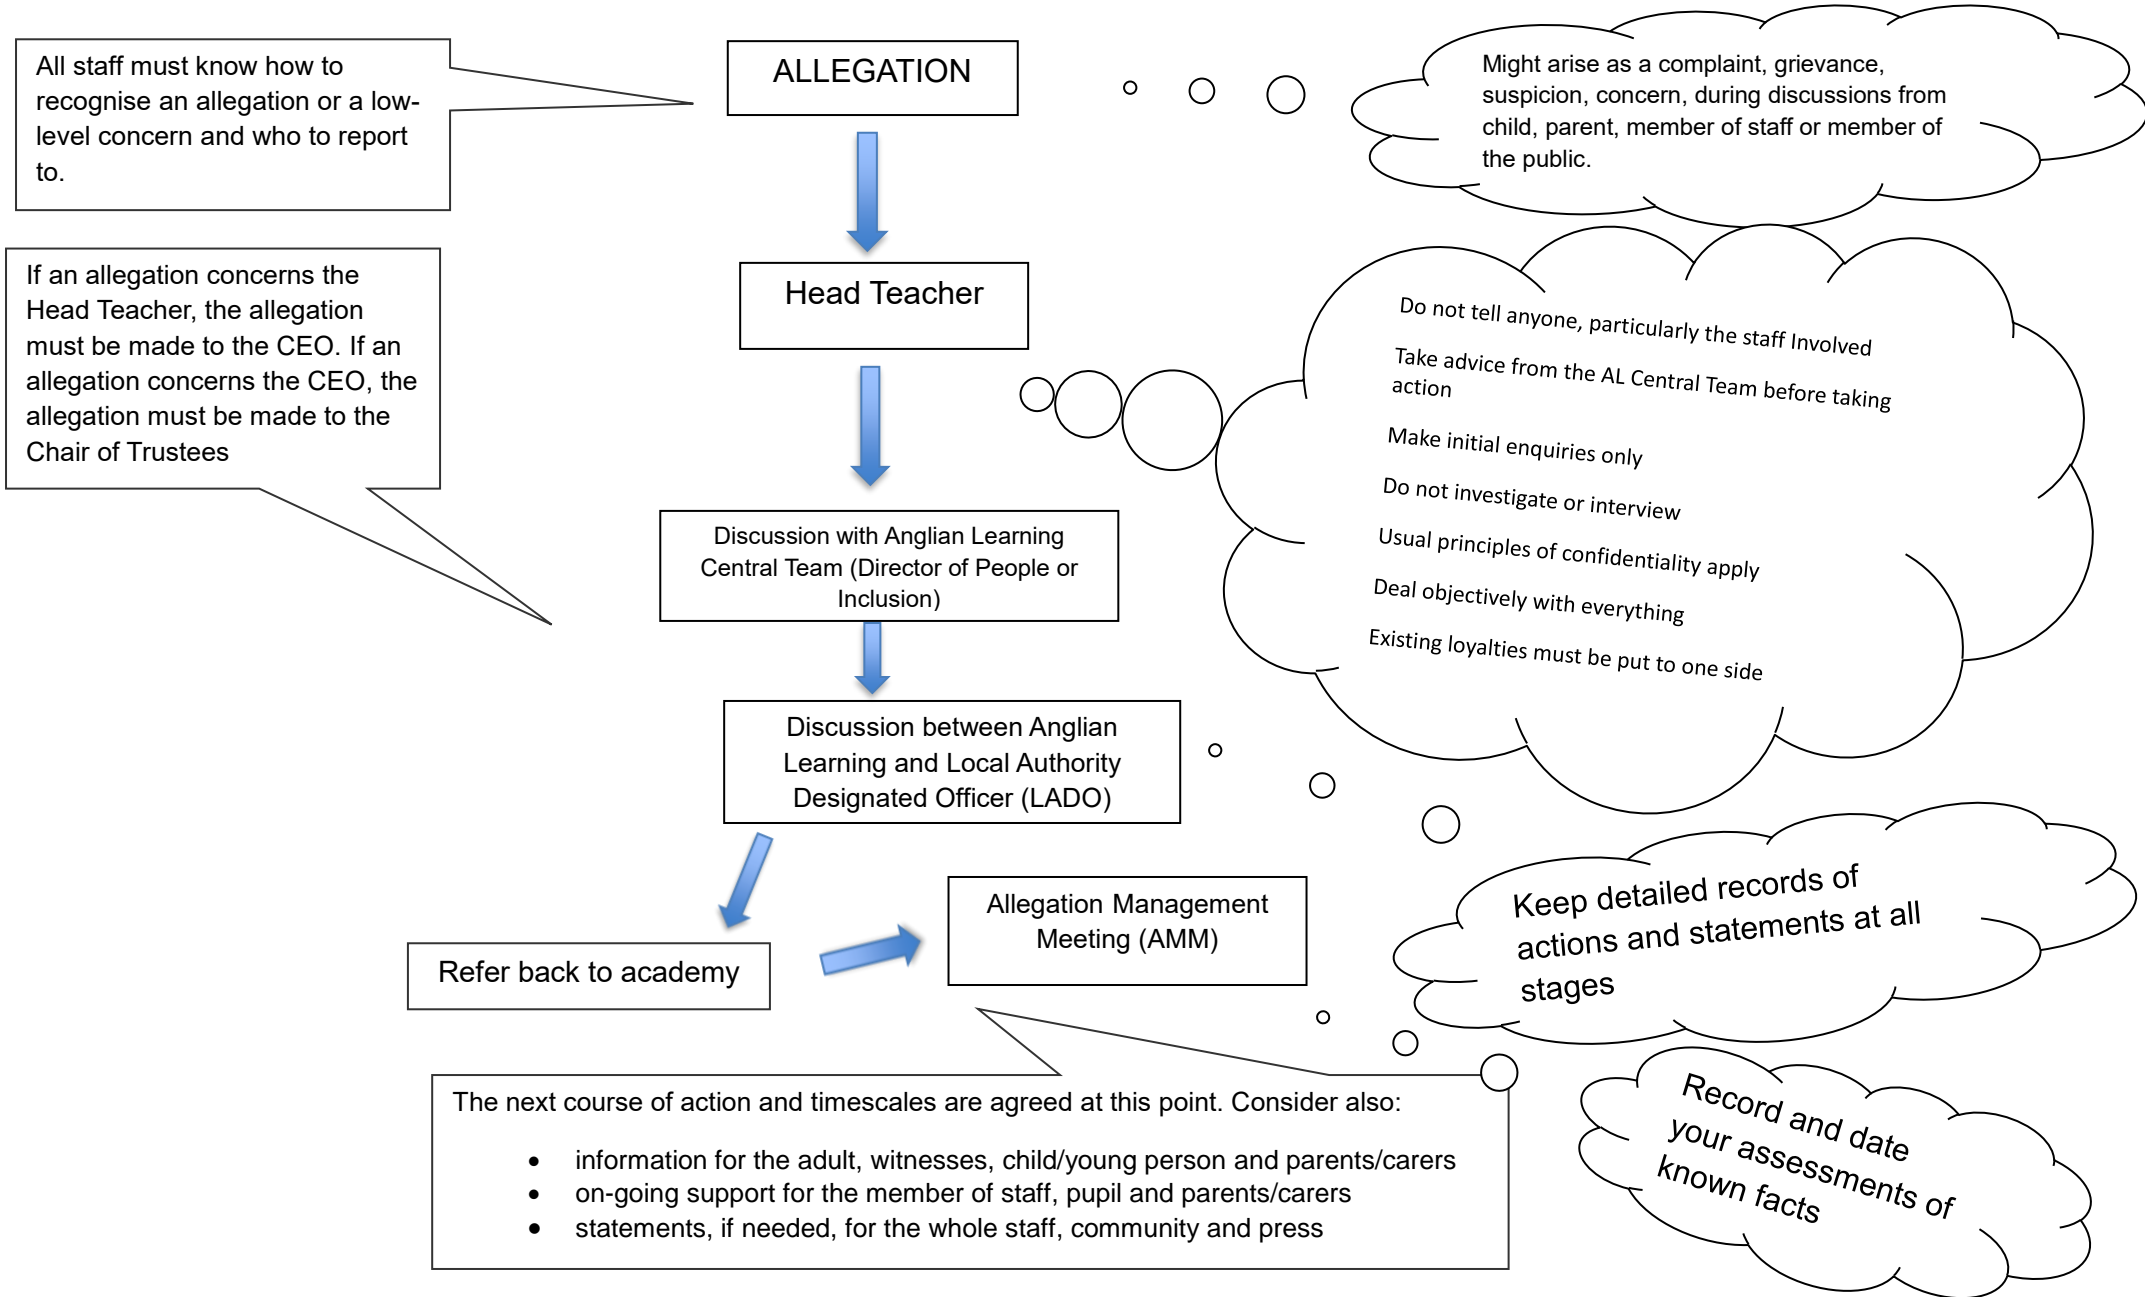 All staff must know how to
recognise an allegation or a low-
level concern and who to report
to.
ALLEGATION
Might arise as a complaint, grievance,
suspicion, concern, during discussions from
child, parent, member of staff or member of
the public.
If an allegation concerns the
Head Teacher, the allegation
must be made to the CEO. If an
allegation concerns the CEO, the
allegation must be made to the
Chair of Trustees
Head Teacher
Do not tell anyone, particularly the staff Involved
Take advice from the AL Central Team before taking
action
Make initial enquiries only
Do not investigate or interview
Usual principles of confidentiality apply
Deal objectively with everything
Existing loyalties must be put to one side
Discussion with Anglian Learning
Central Team (Director of People or
Inclusion)
Discussion between Anglian
Learning and Local Authority
Designated Officer (LADO)
Keep detailed records of
actions and statements at all
stages
Refer back to academy
Allegation Management
Meeting (AMM)
The next course of action and timescales are agreed at this point. Consider also:
• information for the adult, witnesses, child/young person and parents/carers
• on-going support for the member of staff, pupil and parents/carers
• statements, if needed, for the whole staff, community and press
Record and date
your assessments of
known facts